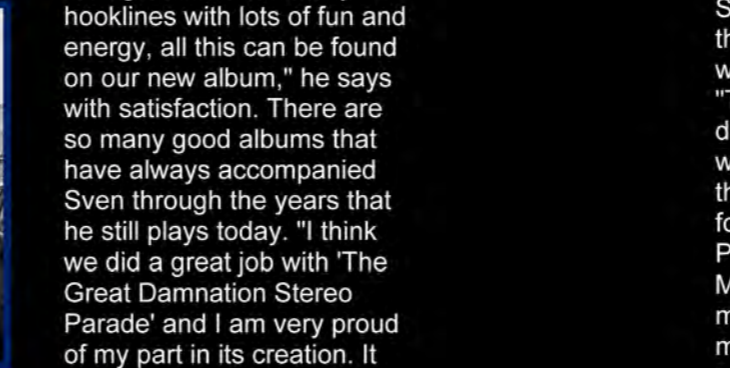 hooklines with lots of fun and
energy, all this can be found
on our new album," he says
with satisfaction. There are
so many good albums that
have always accompanied
Sven through the years that
he still plays today. "I think
we did a great job with 'The
Great Damnation Stereo
Parade' and I am very proud
of my part in its creation. It